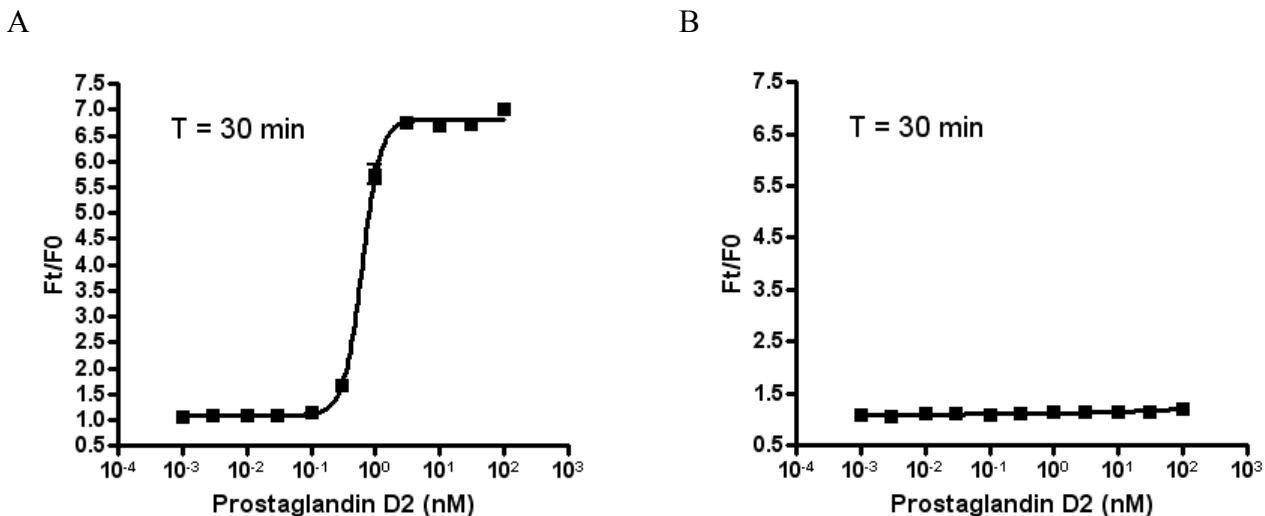 A
B
7.5
7.0
6.5
6.0
5.5
5.0
4.5
4.0
3.5
3.0
2.5
2.0
1.5
1.0
0.5
Ft/F0
T = 30 min
10⁻⁴ 10⁻³ 10⁻² 10⁻¹ 10⁰ 10¹ 10² 10³
Prostaglandin D2 (nM)
7.5
6.5
5.5
4.5
3.5
2.5
1.5
0.5
Ft/F0
T = 30 min
10⁻⁴ 10⁻³ 10⁻² 10⁻¹ 10⁰ 10¹ 10² 10³
Prostaglandin D2 (nM)